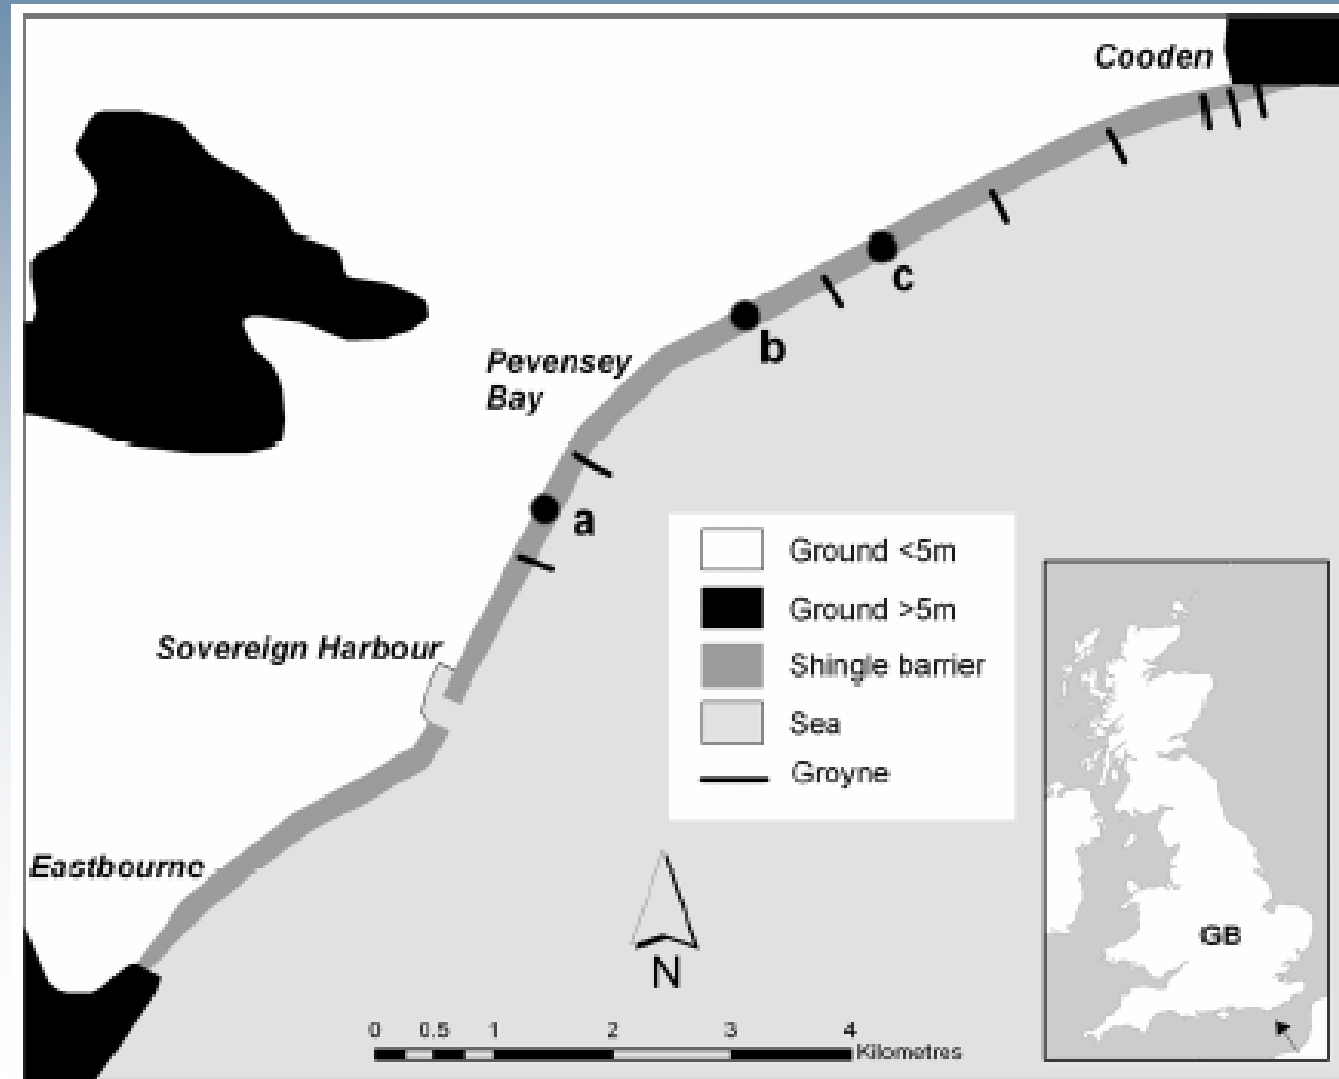 Cooden
c
b
Pevensey
Bay
a
Ground <5m
Ground >5m
Shingle barrier
Sea
Groyne
Sovereign Harbour
Eastbourne
GB
N
0 0.5 1 2 3 4
Kilometres